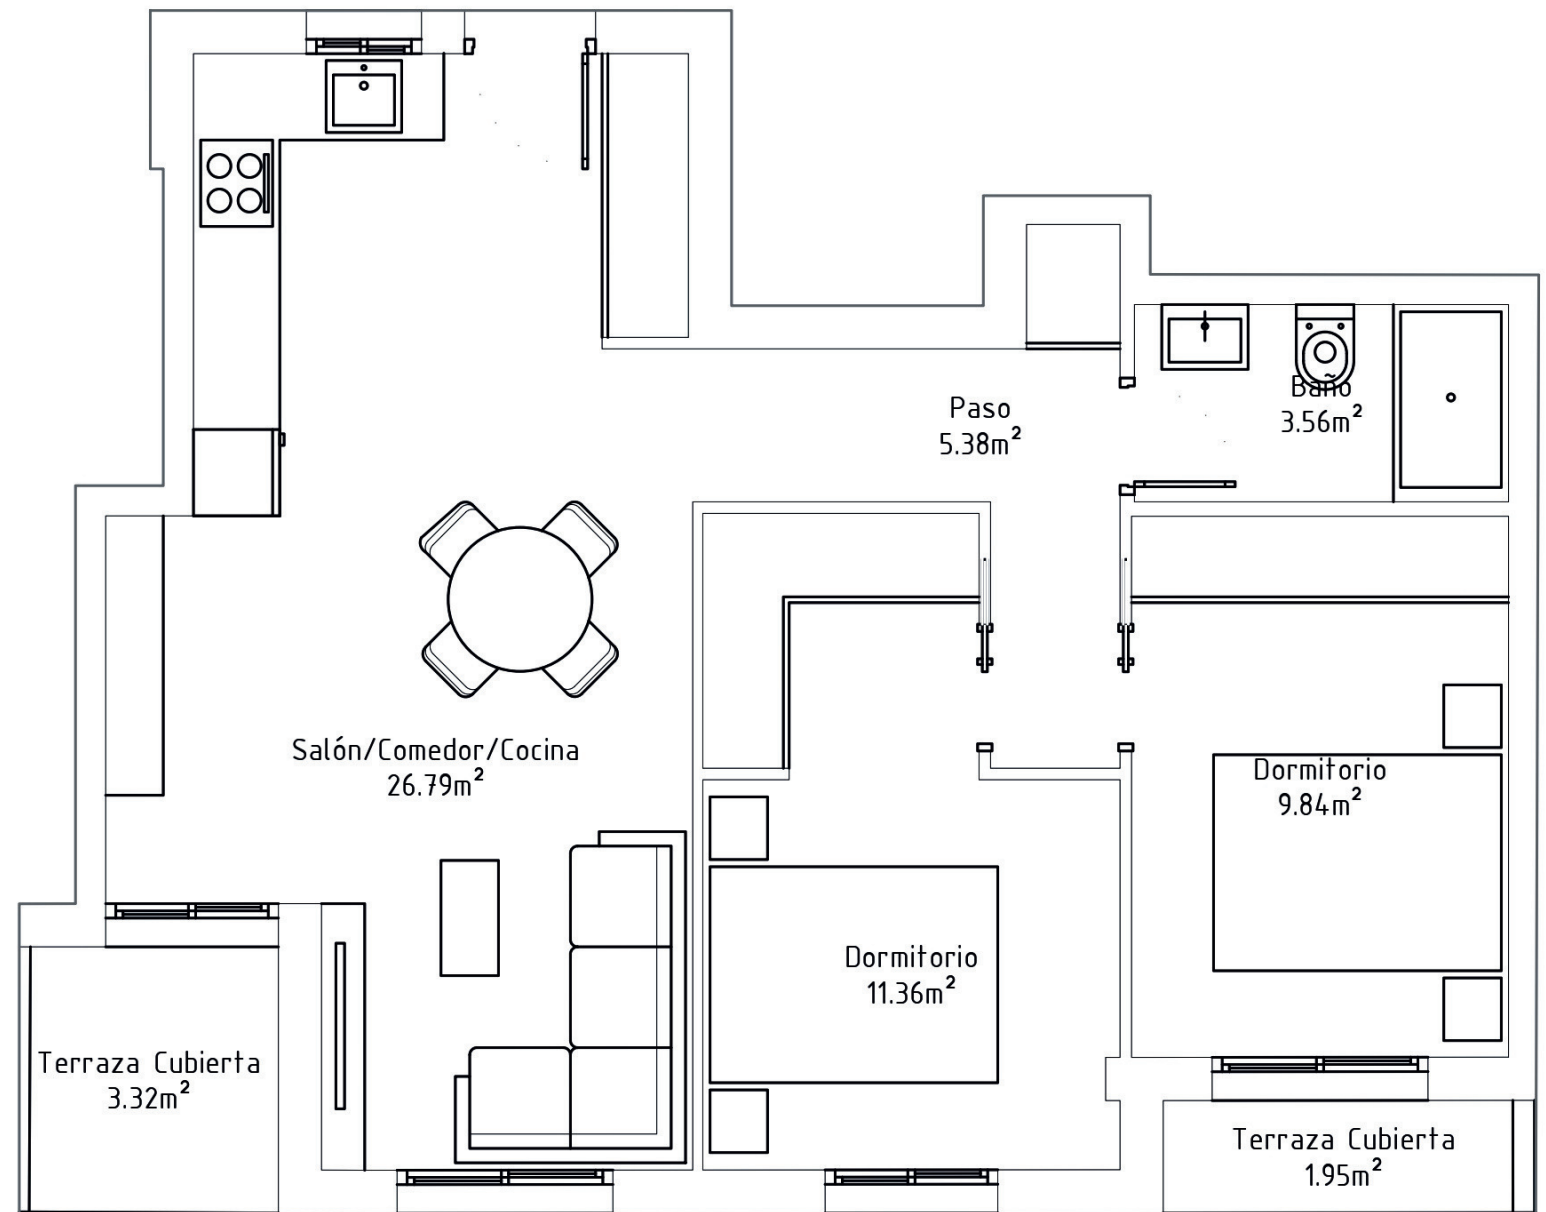 Paso
5.38m²
Baño
3.56m²
Salón/Comedor/Cocina
26.79m²
Dormitorio
9.84m²
Dormitorio
11.36m²
Terraza Cubierta
3.32m²
Terraza Cubierta
1.95m²